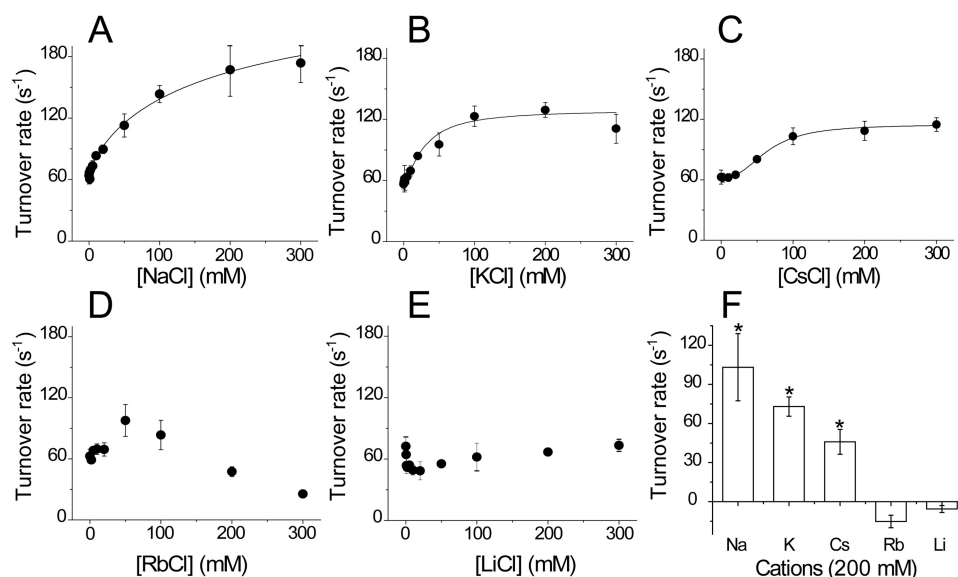 A
B
C
180
120
60
0
Turnover rate (s⁻¹)
0 100 200 300
[NaCl] (mM)
180
120
60
0
Turnover rate (s⁻¹)
0 100 200 300
[KCl] (mM)
180
120
60
0
Turnover rate (s⁻¹)
0 100 200 300
[CsCl] (mM)
D
E
F
180
120
60
0
Turnover rate (s⁻¹)
0 100 200 300
[RbCl] (mM)
180
120
60
0
Turnover rate (s⁻¹)
0 100 200 300
[LiCl] (mM)
120
90
60
30
0
Turnover rate (s⁻¹)
* * *
Na K Cs Rb Li
Cations (200 mM)